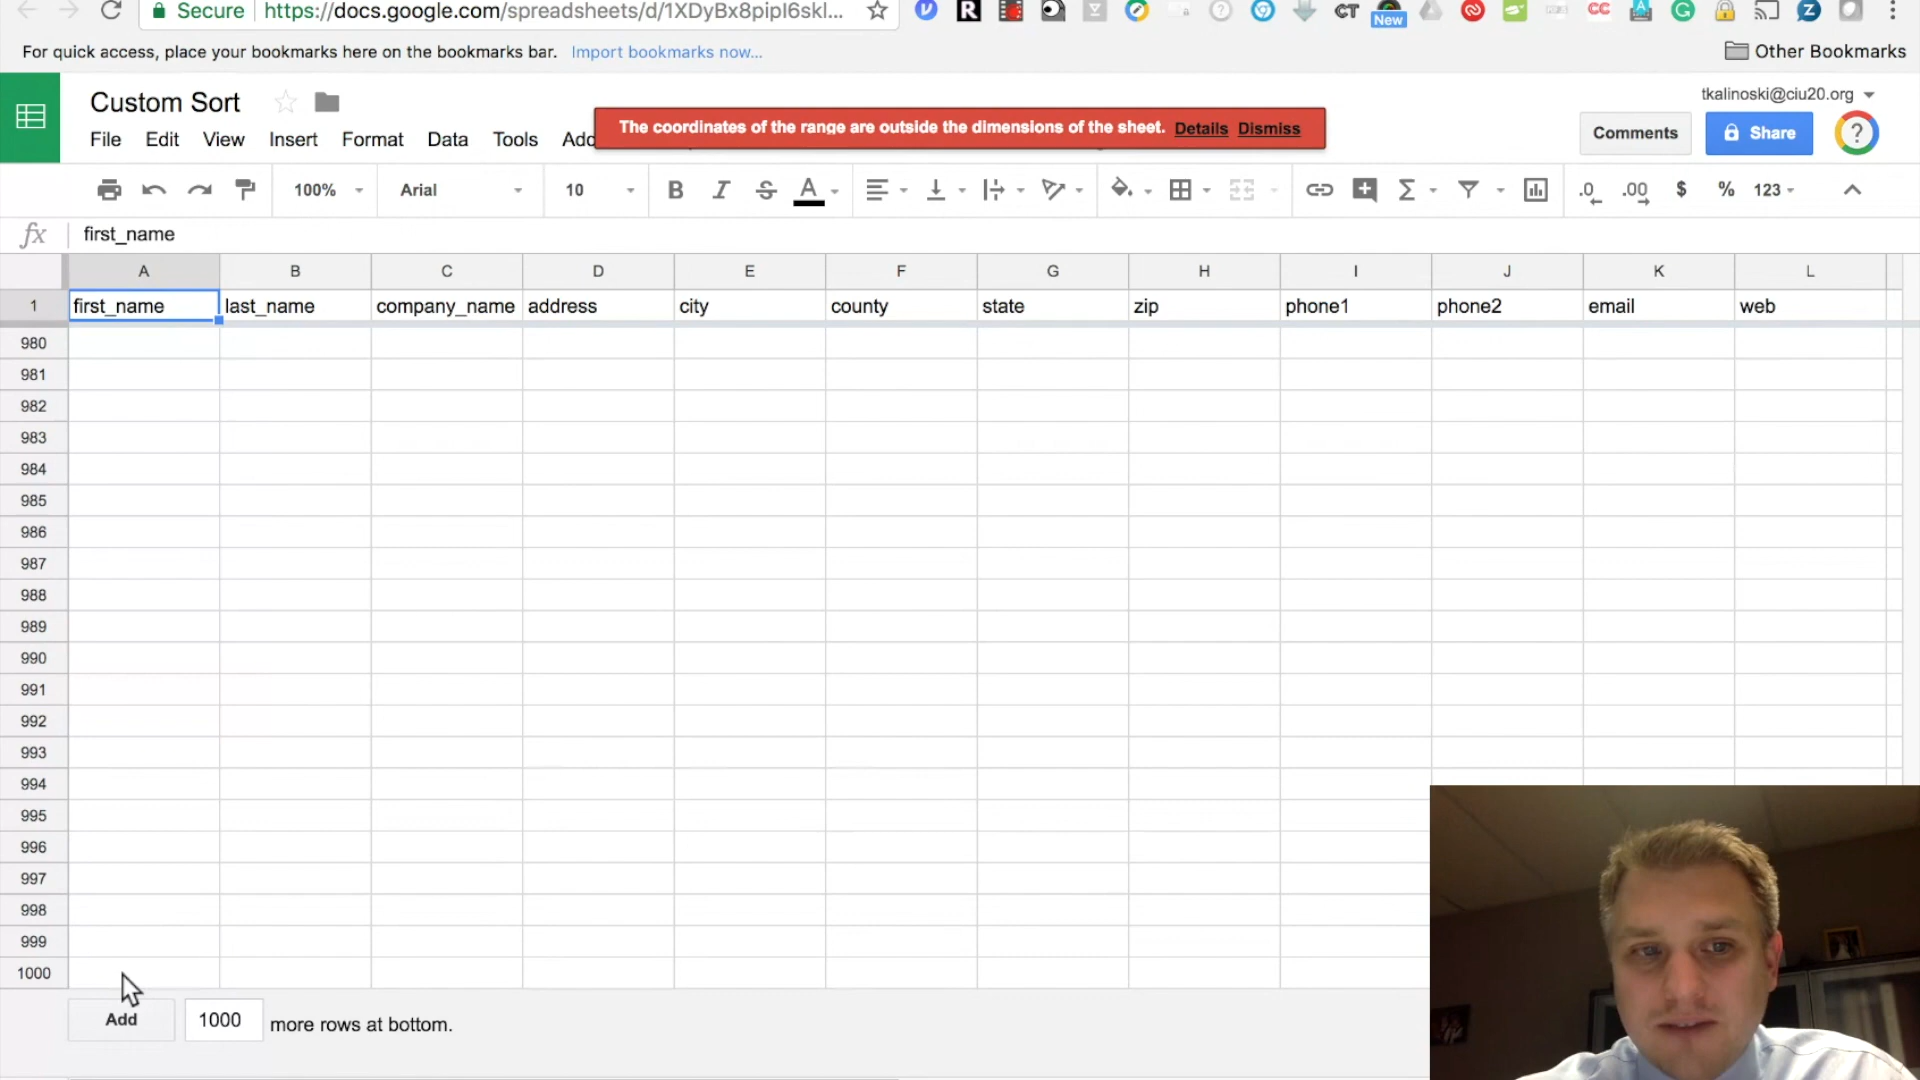 Secure https://docs.google.com/spreadsheets/d/1XDyBx8pipI6skl...
R CT New CC A G Z
For quick access, place your bookmarks here on the bookmarks bar. Import bookmarks now... Other Bookmarks
Custom Sort tkalinoski@ciu20.org
The coordinates of the range are outside the dimensions of the sheet. Details Dismiss
File Edit View Insert Format Data Tools Add Comments Share ?
100% Arial 10 B I S A Σ .0 .00 $ % 123
fx first_name
A B C D E F G H I J K L
1 first_name last_name company_name address city county state zip phone1 phone2 email web
980
981
982
983
984
985
986
987
988
989
990
991
992
993
994
995
996
997
998
999
1000
Add 1000 more rows at bottom.